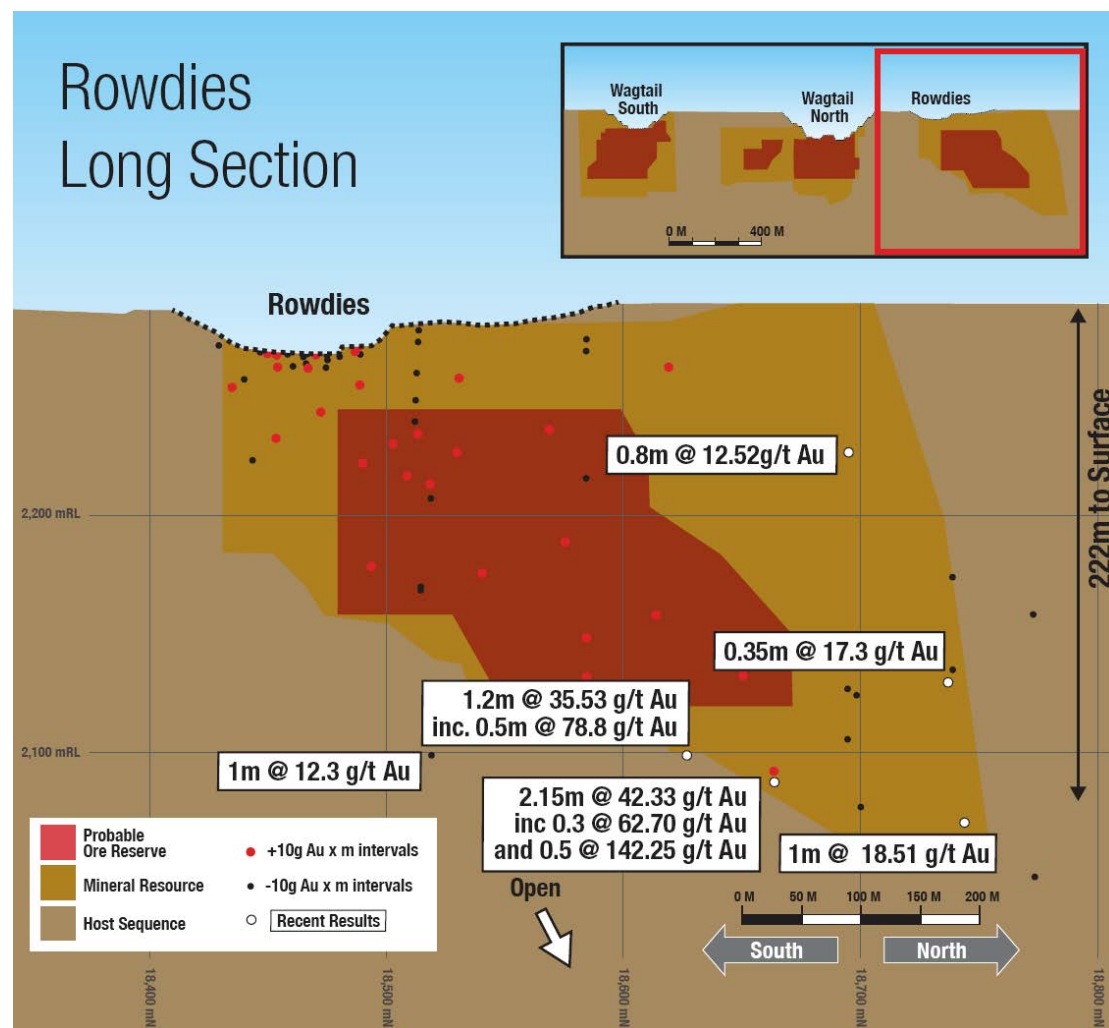 Rowdies
Long Section
Wagtail
South
Wagtail
North
Rowdies
0 M
400 M
Rowdies
222m to Surface
0.8m @ 12.52g/t Au
2,200 mRL
0.35m @ 17.3 g/t Au
1.2m @ 35.53 g/t Au
inc. 0.5m @ 78.8 g/t Au
2,100 mRL
1m @ 12.3 g/t Au
2.15m @ 42.33 g/t Au
inc 0.3 @ 62.70 g/t Au
and 0.5 @ 142.25 g/t Au
1m @ 18.51 g/t Au
Probable
Ore Reserve
Mineral Resource
Host Sequence
+10g Au x m intervals
-10g Au x m intervals
Recent Results
Open
0 M 50 M 100 M 150 M 200 M
South
North
18,400 mN
18,500 mN
18,600 mN
18,700 mN
18,800 mN